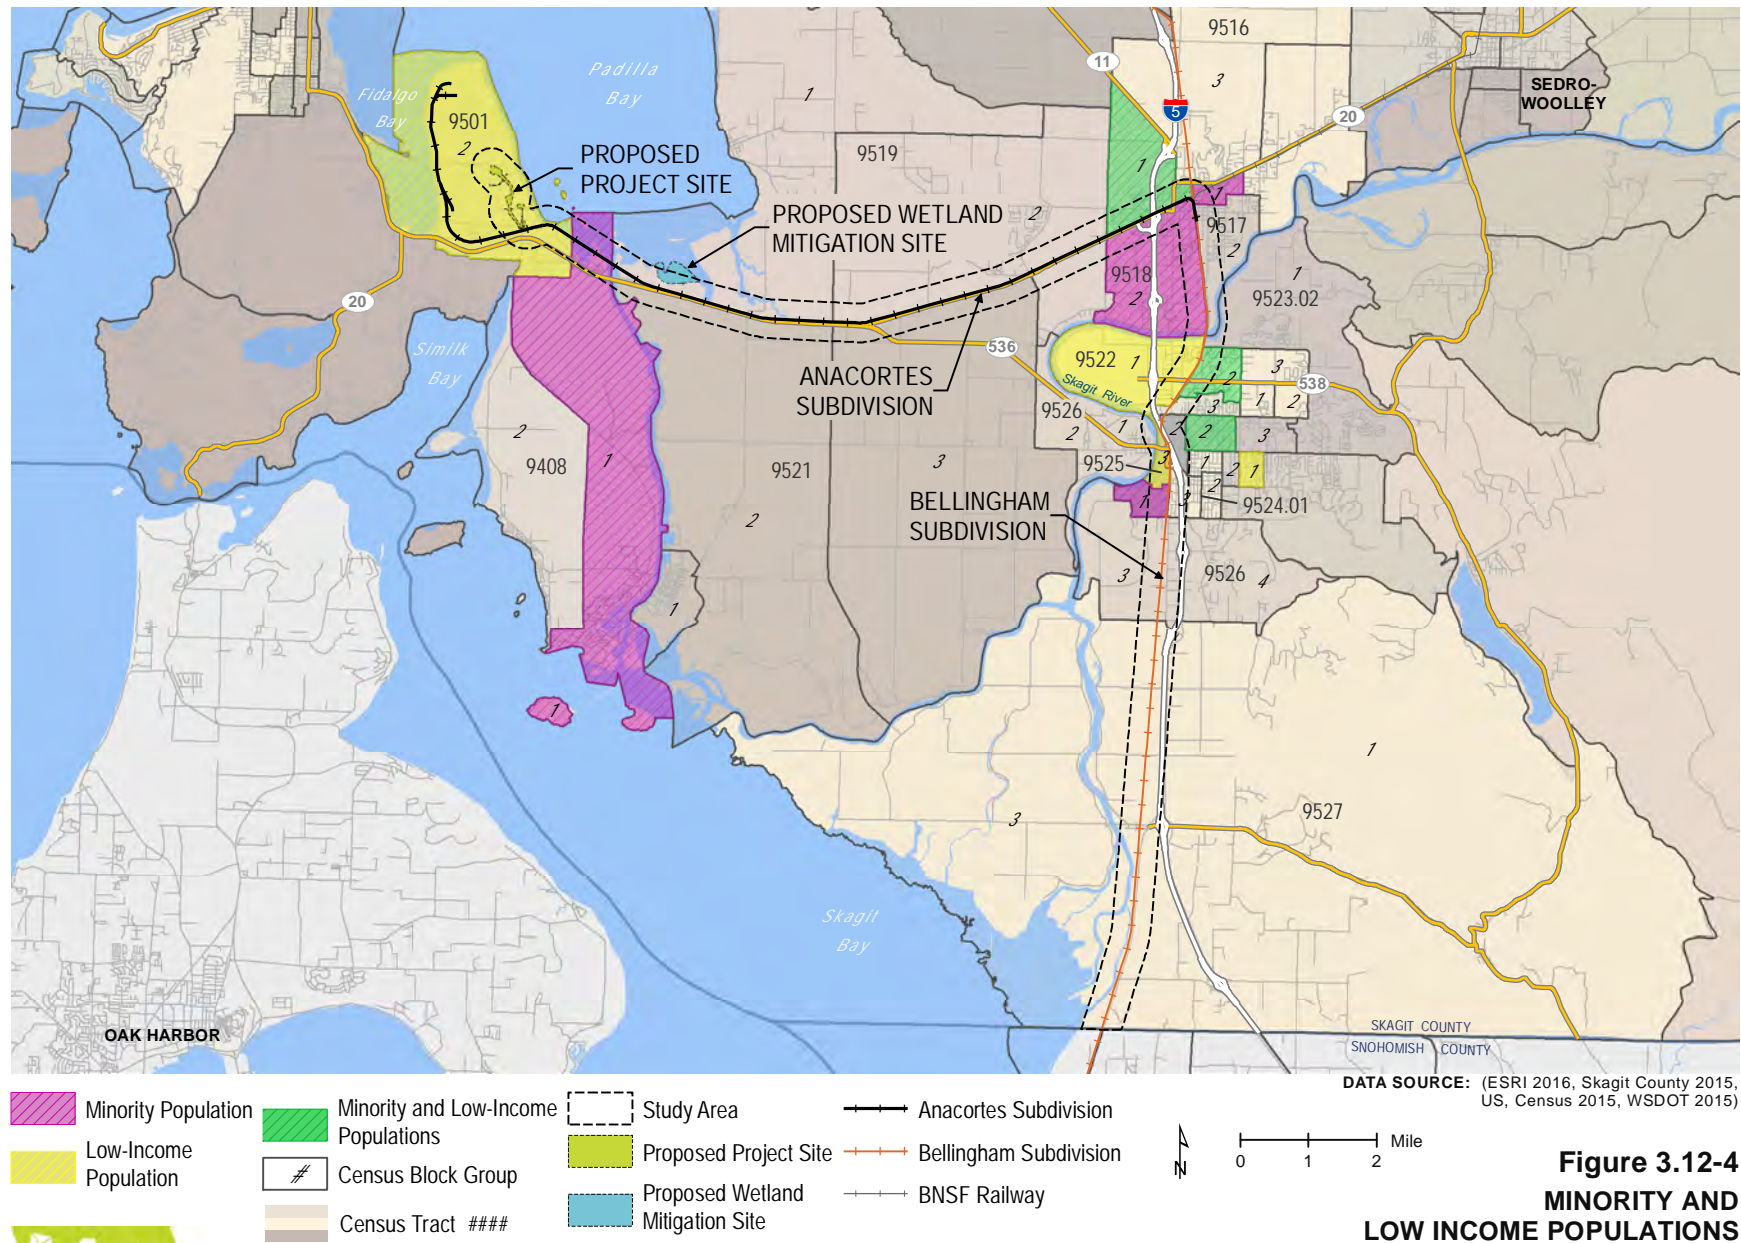 9516
11
3
SEDRO-
WOOLLEY
Padilla
Bay
1
Fidalgo
Bay
5
9501
20
2
9519
PROPOSED
PROJECT SITE
1
1
PROPOSED WETLAND
MITIGATION SITE
2
9517
2
9518
2
1
9523.02
20
536
Similk
Bay
9522
1
ANACORTES
SUBDIVISION
Skagit River
2
3
538
9526
3
1
2
1
2
2
2
3
2
9408
1
9521
3
9525
3
1
2
1
2
9524.01
1
3
BELLINGHAM
SUBDIVISION
2
3
9526
4
1
1
1
9527
3
Skagit
Bay
OAK HARBOR
SKAGIT COUNTY
SNOHOMISH COUNTY
DATA SOURCE: (ESRI 2016, Skagit County 2015,
US, Census 2015, WSDOT 2015)
Minority Population
Low-Income
Population
Minority and Low-Income
Populations
#
Census Block Group
Census Tract ####
Study Area
Proposed Project Site
Proposed Wetland
Mitigation Site
Anacortes Subdivision
Bellingham Subdivision
BNSF Railway
N
Mile
0 1 2
Figure 3.12-4
MINORITY AND
LOW INCOME POPULATIONS